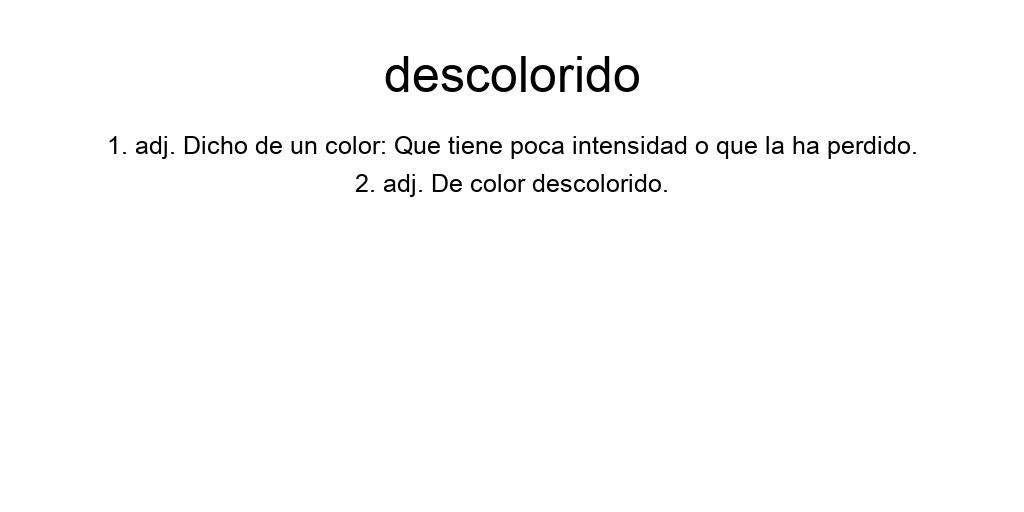 descolorido
1. adj. Dicho de un color: Que tiene poca intensidad o que la ha perdido.
2. adj. De color descolorido.